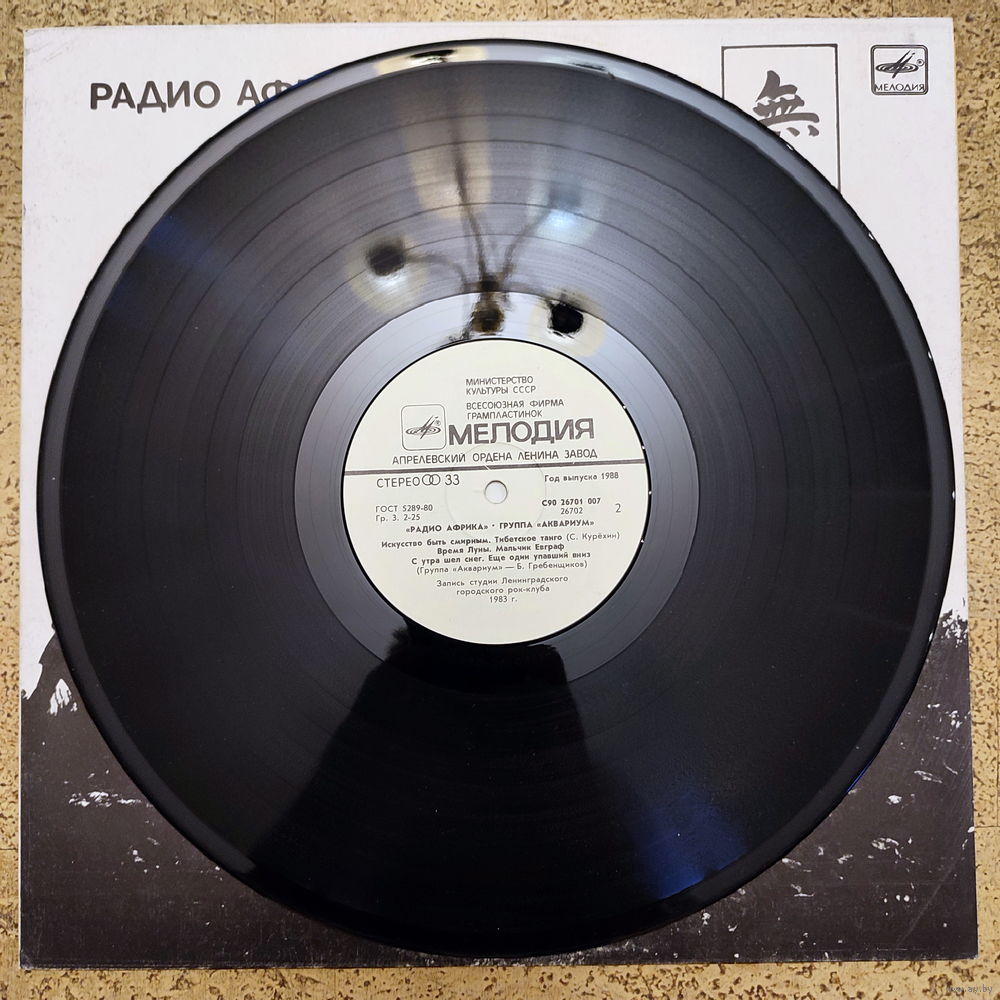 РАДИО АФ
無
МЕЛОДИЯ
МИНИСТЕРСТВО
КУЛЬТУРЫ СССР
ВСЕСОЮЗНАЯ ФИРМА
ГРАМПЛАСТИНОК
МЕЛОДИЯ
АПРЕЛЕВСКИЙ ОРДЕНА ЛЕНИНА ЗАВОД
СТЕРЕО 33
Год выпуска 1988
ГОСТ 5289-80
Гр. 3. 2-25
С90 26701 007
26702
2
«РАДИО АФРИКА» • ГРУППА «АКВАРИУМ»
Искусство быть смирным. Тибетское танго (С. Курёхин)
Время Луны. Мальчик Евграф
С утра шел снег. Еще один упавший вниз
(Группа «Аквариум» — Б. Гребенщиков)
Запись студии Ленинградского
городского рок-клуба
1983 г.